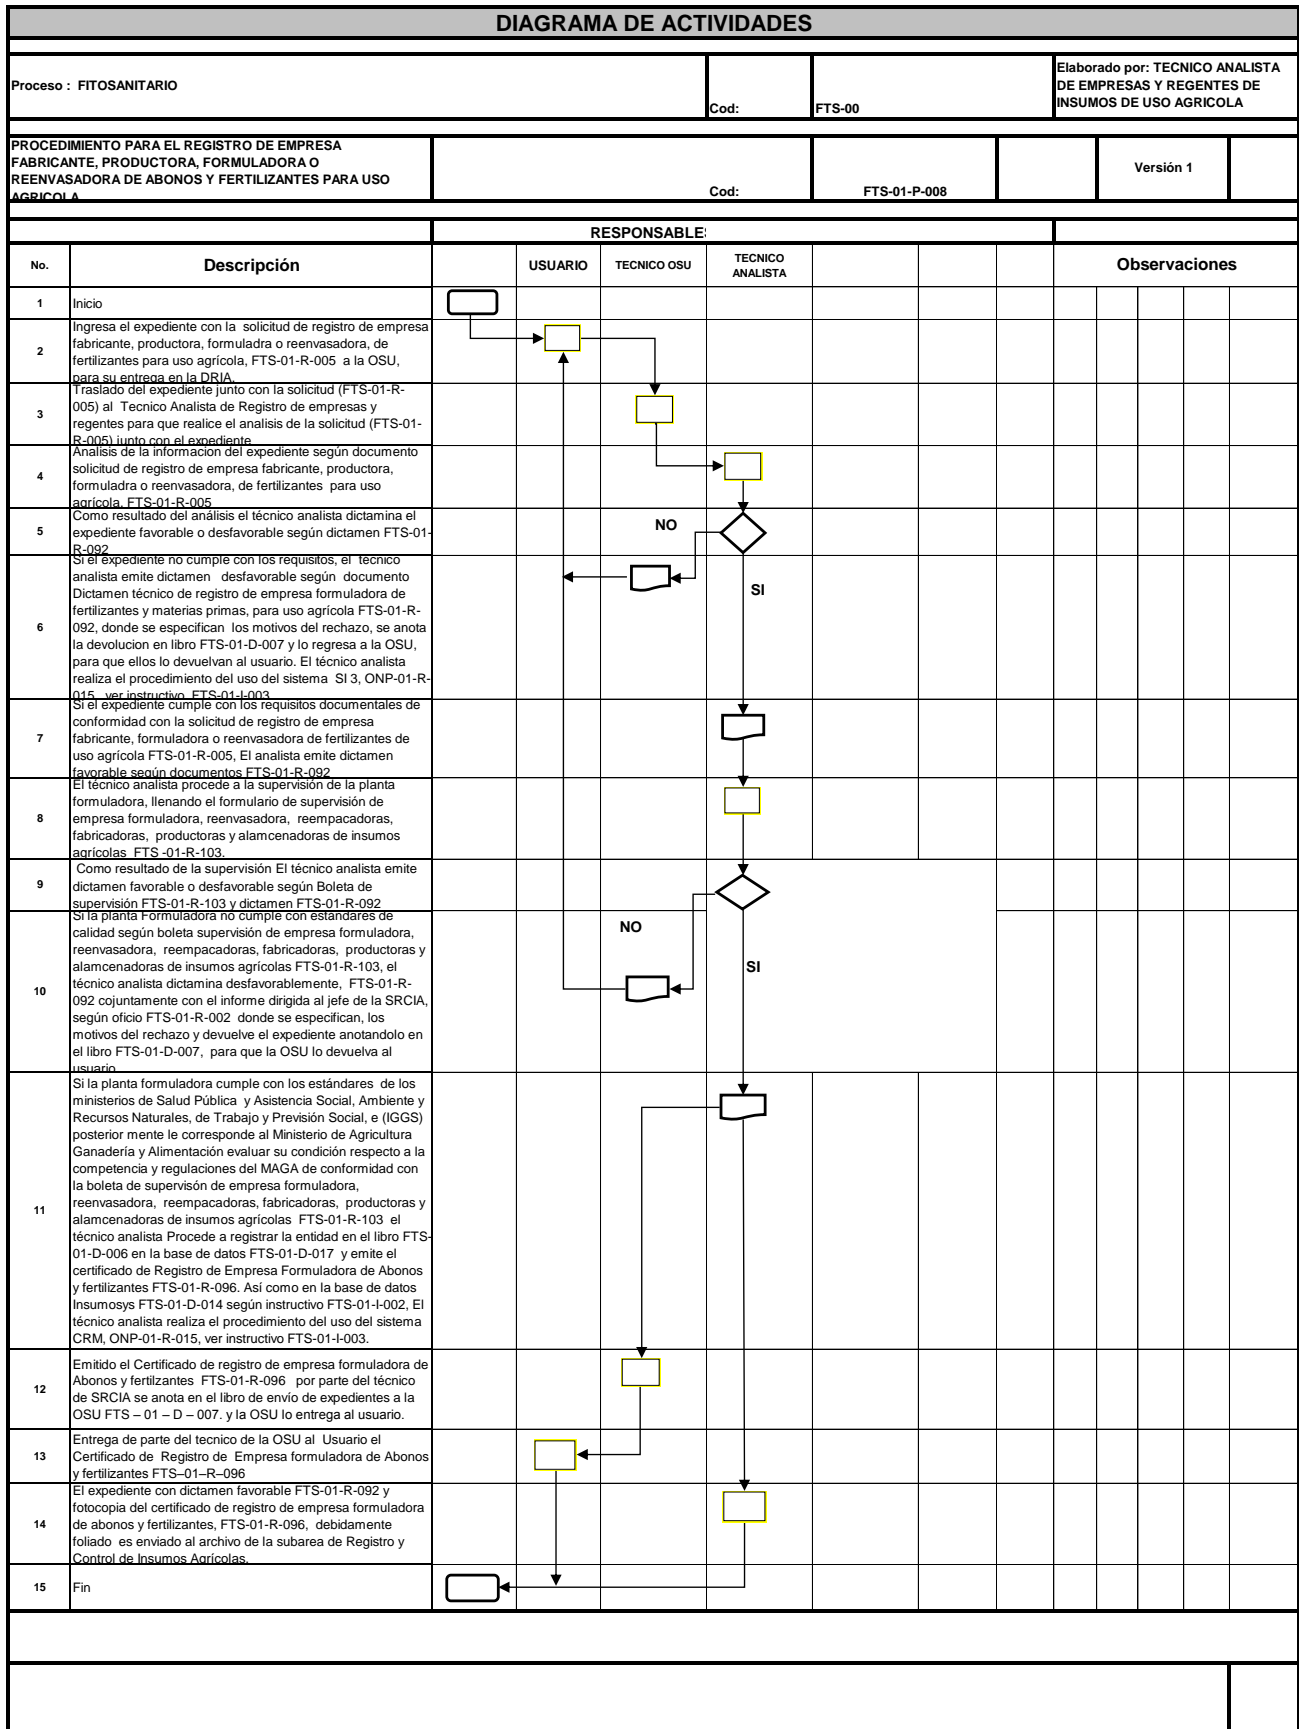 DIAGRAMA DE ACTIVIDADES
Proceso : FITOSANITARIO
Cod:
FTS-00
Elaborado por: TECNICO ANALISTA
DE EMPRESAS Y REGENTES DE
INSUMOS DE USO AGRICOLA
PROCEDIMIENTO PARA EL REGISTRO DE EMPRESA
FABRICANTE, PRODUCTORA, FORMULADORA O
REENVASADORA DE ABONOS Y FERTILIZANTES PARA USO
AGRICOLA
Cod:
FTS-01-P-008
Versión 1
RESPONSABLES
No.
Descripción
USUARIO
TECNICO OSU
TECNICO
ANALISTA
Observaciones
1
Inicio
2
Ingresa el expediente con la solicitud de registro de empresa
fabricante, productora, formuladra o reenvasadora, de
fertilizantes para uso agrícola, FTS-01-R-005 a la OSU,
para su entrega en la DRIA.
3
Traslado del expediente junto con la solicitud (FTS-01-R-
005) al Tecnico Analista de Registro de empresas y
regentes para que realice el analisis de la solicitud (FTS-01-
R-005) junto con el expediente
4
Analisis de la informacion del expediente según documento
solicitud de registro de empresa fabricante, productora,
formuladra o reenvasadora, de fertilizantes para uso
agrícola, FTS-01-R-005
5
Como resultado del análisis el técnico analista dictamina el
expediente favorable o desfavorable según dictamen FTS-01-
R-092
NO
SI
6
Si el expediente no cumple con los requisitos, el tecnico
analista emite dictamen desfavorable según documento
Dictamen técnico de registro de empresa formuladora de
fertilizantes y materias primas, para uso agrícola FTS-01-R-
092, donde se especifican los motivos del rechazo, se anota
la devolucion en libro FTS-01-D-007 y lo regresa a la OSU,
para que ellos lo devuelvan al usuario. El técnico analista
realiza el procedimiento del uso del sistema SI 3, ONP-01-R-
015, ver instructivo FTS-01-I-003
7
Si el expediente cumple con los requisitos documentales de
conformidad con la solicitud de registro de empresa
fabricante, formuladora o reenvasadora de fertilizantes de
uso agrícola FTS-01-R-005, El analista emite dictamen
favorable según documentos FTS-01-R-092
8
El técnico analista procede a la supervisión de la planta
formuladora, llenando el formulario de supervisión de
empresa formuladora, reenvasadora, reempacadoras,
fabricadoras, productoras y alamcenadoras de insumos
agrícolas FTS -01-R-103.
9
Como resultado de la supervisión El técnico analista emite
dictamen favorable o desfavorable según Boleta de
supervisión FTS-01-R-103 y dictamen FTS-01-R-092
NO
SI
10
Si la planta Formuladora no cumple con estándares de
calidad según boleta supervisión de empresa formuladora,
reenvasadora, reempacadoras, fabricadoras, productoras y
alamcenadoras de insumos agrícolas FTS-01-R-103, el
técnico analista dictamina desfavorablemente, FTS-01-R-
092 cojuntamente con el informe dirigida al jefe de la SRCIA,
según oficio FTS-01-R-002 donde se especifican, los
motivos del rechazo y devuelve el expediente anotandolo en
el libro FTS-01-D-007, para que la OSU lo devuelva al
usuario
11
Si la planta formuladora cumple con los estándares de los
ministerios de Salud Pública y Asistencia Social, Ambiente y
Recursos Naturales, de Trabajo y Previsión Social, e (IGGS)
posterior mente le corresponde al Ministerio de Agricultura
Ganadería y Alimentación evaluar su condición respecto a la
competencia y regulaciones del MAGA de conformidad con
la boleta de supervisón de empresa formuladora,
reenvasadora, reempacadoras, fabricadoras, productoras y
alamcenadoras de insumos agrícolas FTS-01-R-103 el
técnico analista Procede a registrar la entidad en el libro FTS-
01-D-006 en la base de datos FTS-01-D-017 y emite el
certificado de Registro de Empresa Formuladora de Abonos
y fertilizantes FTS-01-R-096. Así como en la base de datos
Insumosys FTS-01-D-014 según instructivo FTS-01-I-002, El
técnico analista realiza el procedimiento del uso del sistema
CRM, ONP-01-R-015, ver instructivo FTS-01-I-003.
12
Emitido el Certificado de registro de empresa formuladora de
Abonos y fertilzantes FTS-01-R-096 por parte del técnico
de SRCIA se anota en el libro de envío de expedientes a la
OSU FTS – 01 – D – 007. y la OSU lo entrega al usuario.
13
Entrega de parte del tecnico de la OSU al Usuario el
Certificado de Registro de Empresa formuladora de Abonos
y fertilizantes FTS–01–R–096
14
El expediente con dictamen favorable FTS-01-R-092 y
fotocopia del certificado de registro de empresa formuladora
de abonos y fertilizantes, FTS-01-R-096, debidamente
foliado es enviado al archivo de la subarea de Registro y
Control de Insumos Agrícolas.
15
Fin